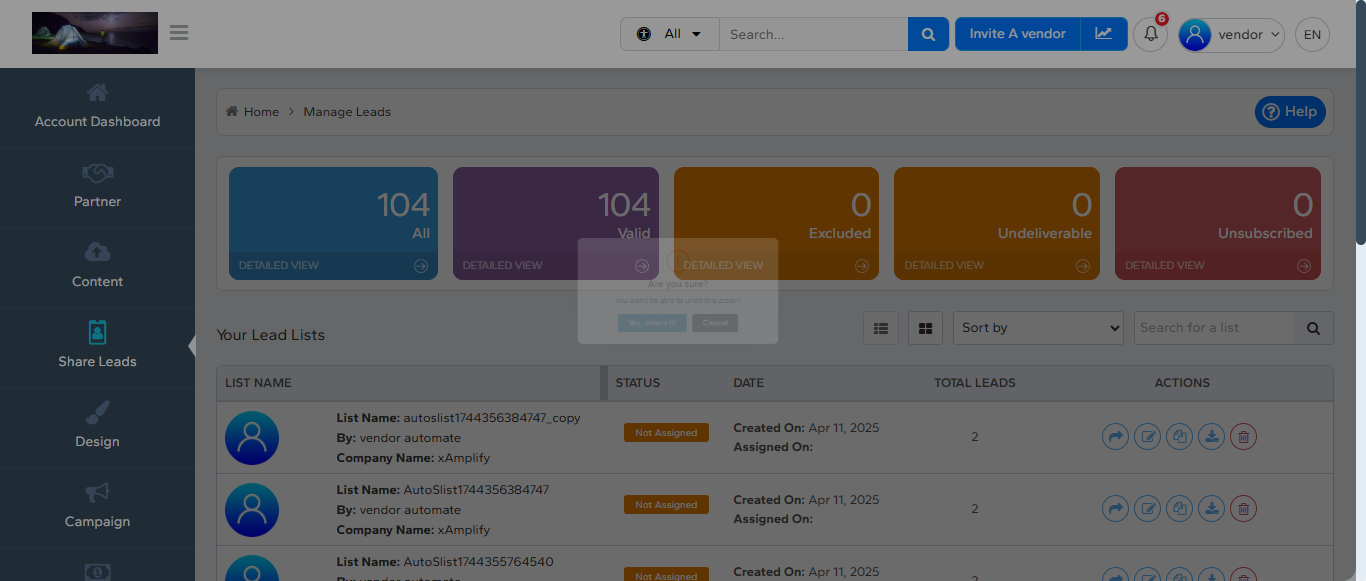 All
Search...
Invite A vendor
6
vendor
EN
Account Dashboard
Partner
Content
Share Leads
Design
Campaign
Home > Manage Leads
Help
104
All
DETAILED VIEW
104
Valid
DETAILED VIEW
0
Excluded
DETAILED VIEW
0
Undeliverable
DETAILED VIEW
0
Unsubscribed
DETAILED VIEW
Are you sure?
You won't be able to undo this action!
Yes, delete it!
Cancel
Your Lead Lists
Sort by
Search for a list
LIST NAME STATUS DATE TOTAL LEADS ACTIONS
List Name: autoslist1744356384747_copy
By: vendor automate
Company Name: xAmplify
Not Assigned
Created On: Apr 11, 2025
Assigned On:
2
List Name: AutoSlist1744356384747
By: vendor automate
Company Name: xAmplify
Not Assigned
Created On: Apr 11, 2025
Assigned On:
2
List Name: AutoSlist1744355764540
By: vendor automate
Not Assigned
Created On: Apr 11, 2025
2